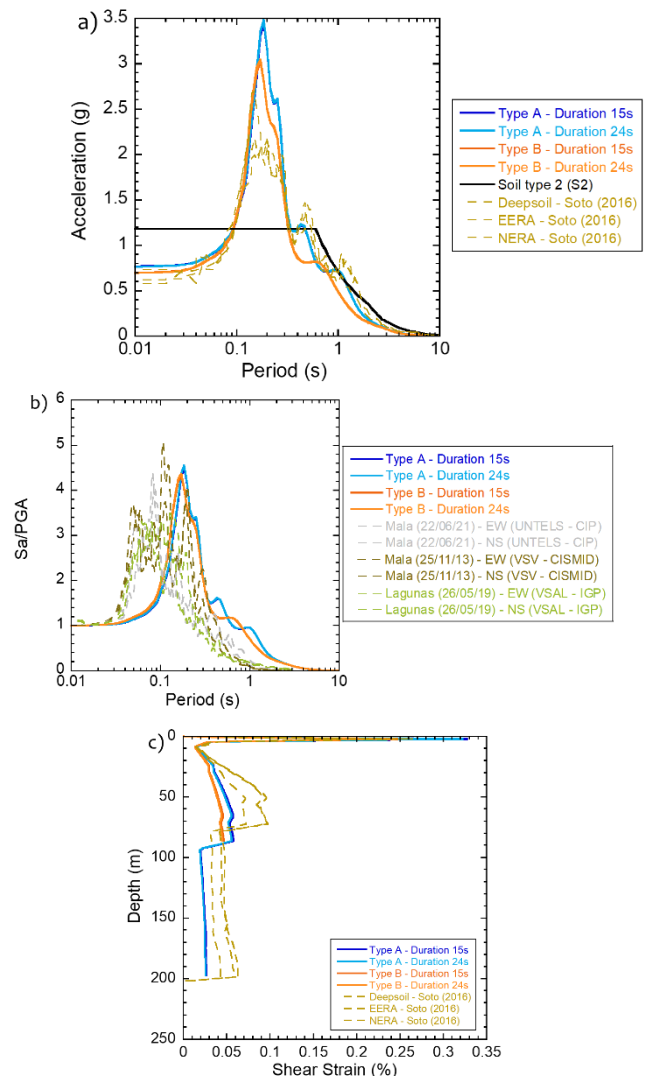 a)
3.5
3
2.5
2
1.5
1
0.5
0
Acceleration (g)
0.01
0.1
1
10
Period (s)
Type A - Duration 15s
Type A - Duration 24s
Type B - Duration 15s
Type B - Duration 24s
Soil type 2 (S2)
Deepsoil - Soto (2016)
EERA - Soto (2016)
NERA - Soto (2016)
b)
6
5
4
3
2
1
0
Sa/PGA
0.01
0.1
1
10
Period (s)
Type A - Duration 15s
Type A - Duration 24s
Type B - Duration 15s
Type B - Duration 24s
Mala (22/06/21) - EW (UNTELS - CIP)
Mala (22/06/21) - NS (UNTELS - CIP)
Mala (25/11/13) - EW (VSV - CISMID)
Mala (25/11/13) - NS (VSV - CISMID)
Lagunas (26/05/19) - EW (VSAL - IGP)
Lagunas (26/05/19) - NS (VSAL - IGP)
c)
0
50
100
150
200
250
Depth (m)
0
0.05
0.1
0.15
0.2
0.25
0.3
0.35
Shear Strain (%)
Type A - Duration 15s
Type A - Duration 24s
Type B - Duration 15s
Type B - Duration 24s
Deepsoil - Soto (2016)
EERA - Soto (2016)
NERA - Soto (2016)